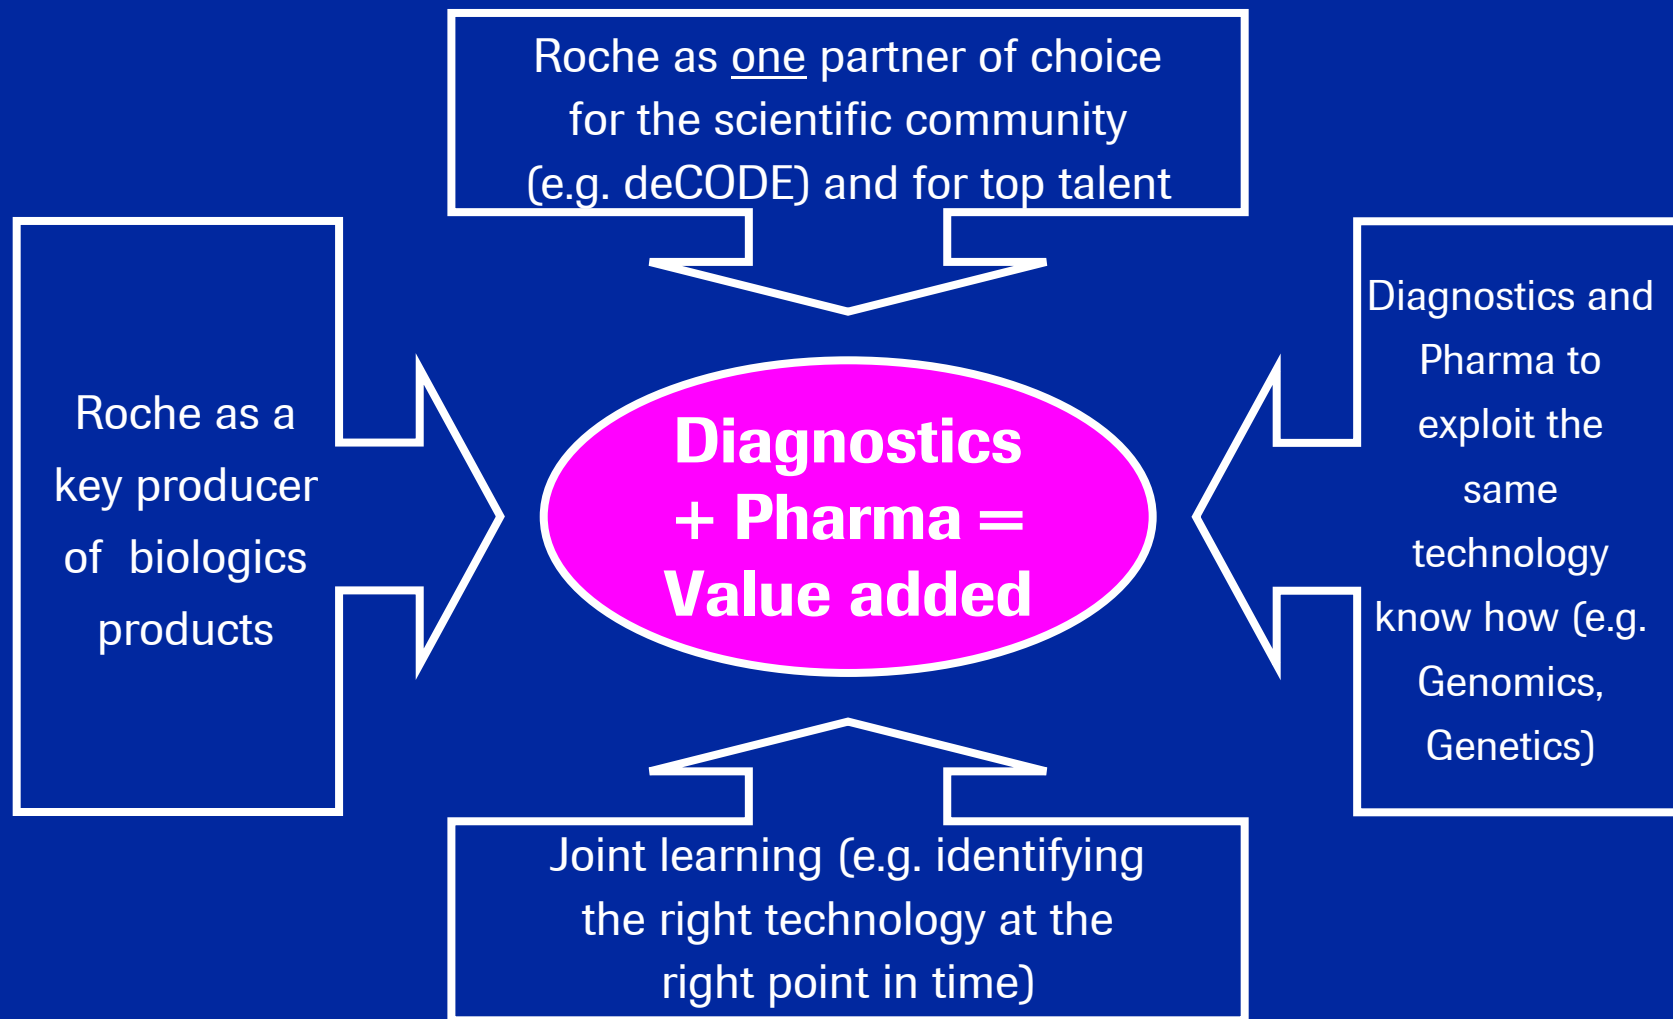 Roche as one partner of choice
for the scientific community
(e.g. deCODE) and for top talent
Roche as a
key producer
of biologics
products
Diagnostics
+ Pharma =
Value added
Diagnostics and
Pharma to
exploit the
same
technology
know how (e.g.
Genomics,
Genetics)
Joint learning (e.g. identifying
the right technology at the
right point in time)